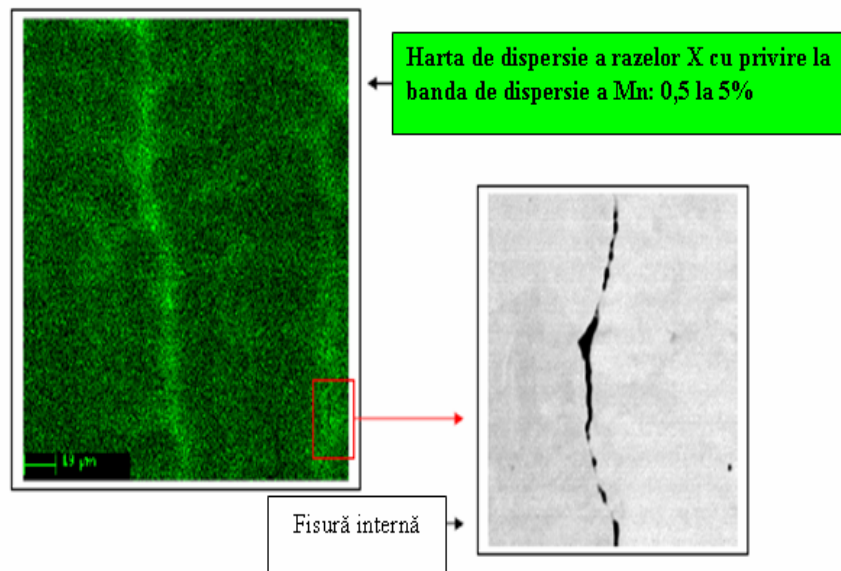 Harta de dispersie a razelor X cu privire la
banda de dispersie a Mn: 0,5 la 5%
Fisură internă